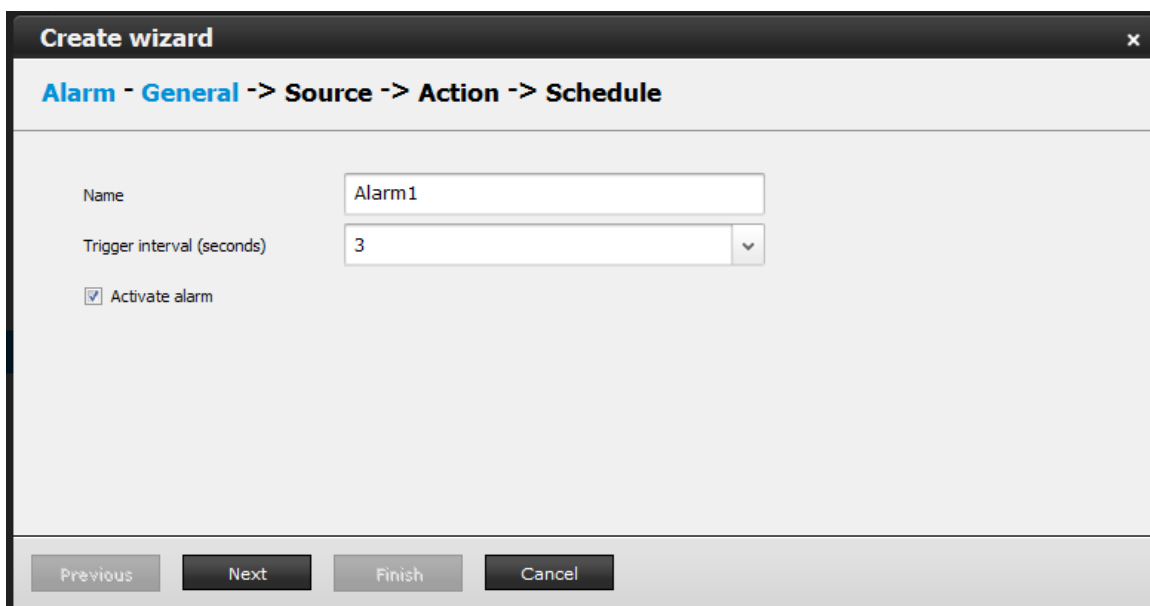 Create wizard ×
Alarm - General -> Source -> Action -> Schedule
Name Alarm1
Trigger interval (seconds) 3
Activate alarm
Previous Next Finish Cancel